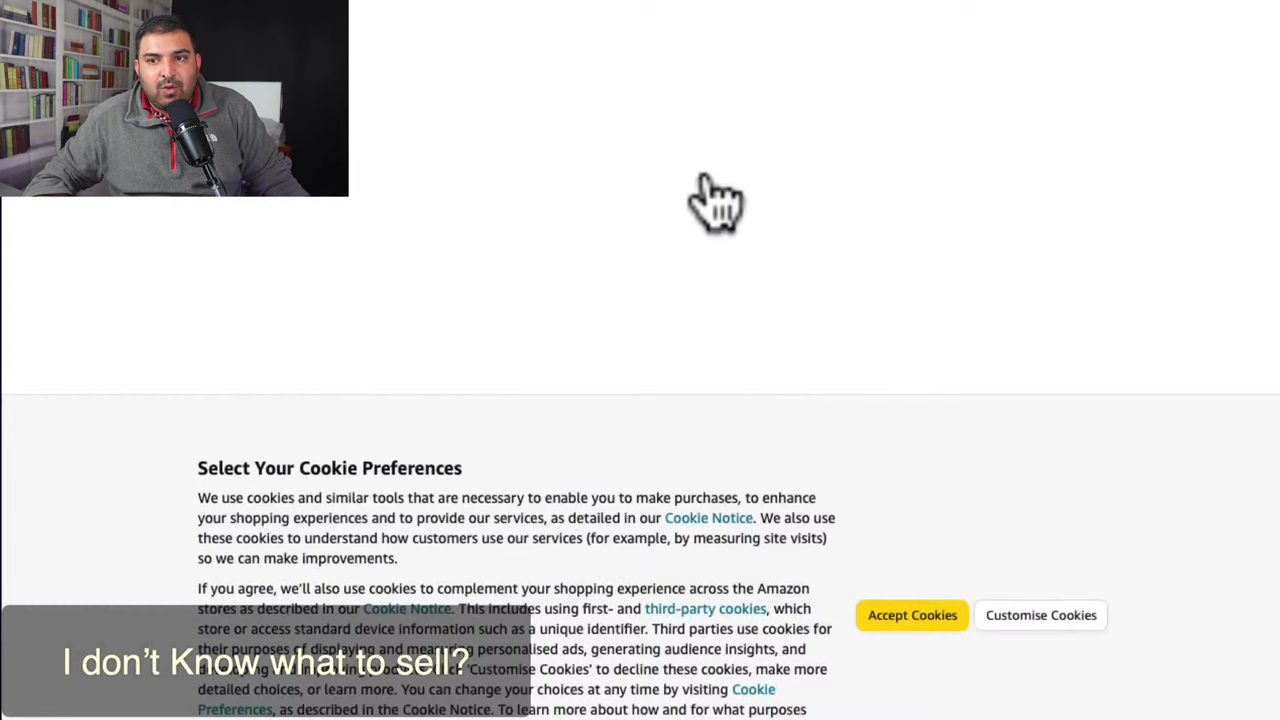 Select Your Cookie Preferences
We use cookies and similar tools that are necessary to enable you to make purchases, to enhance
your shopping experiences and to provide our services, as detailed in our Cookie Notice. We also use
these cookies to understand how customers use our services (for example, by measuring site visits)
so we can make improvements.
If you agree, we'll also use cookies to complement your shopping experience across the Amazon
stores as described in our Cookie Notice. This includes using first- and third-party cookies, which
store or access standard device information such as a unique identifier. Third parties use cookies for
their purposes of displaying and measuring personalised ads, generating audience insights, and
'Customise Cookies' to decline these cookies, make more
detailed choices, or learn more. You can change your choices at any time by visiting Cookie
Preferences, as described in the Cookie Notice. To learn more about how and for what purposes
Accept Cookies
Customise Cookies
I don't Know what to sell?